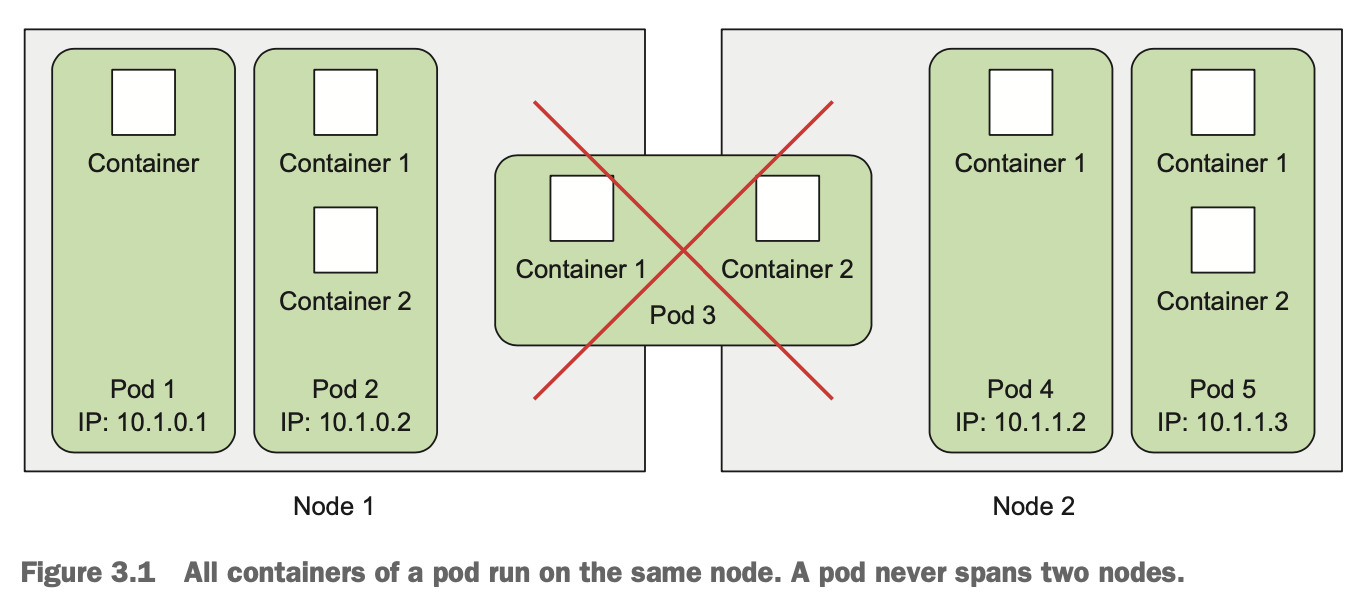 Container
Pod 1
IP: 10.1.0.1
Container 1
Container 2
Pod 2
IP: 10.1.0.2
Container 1
Container 2
Pod 3
Container 1
Pod 4
IP: 10.1.1.2
Container 1
Container 2
Pod 5
IP: 10.1.1.3
Node 1
Node 2
Figure 3.1 All containers of a pod run on the same node. A pod never spans two nodes.